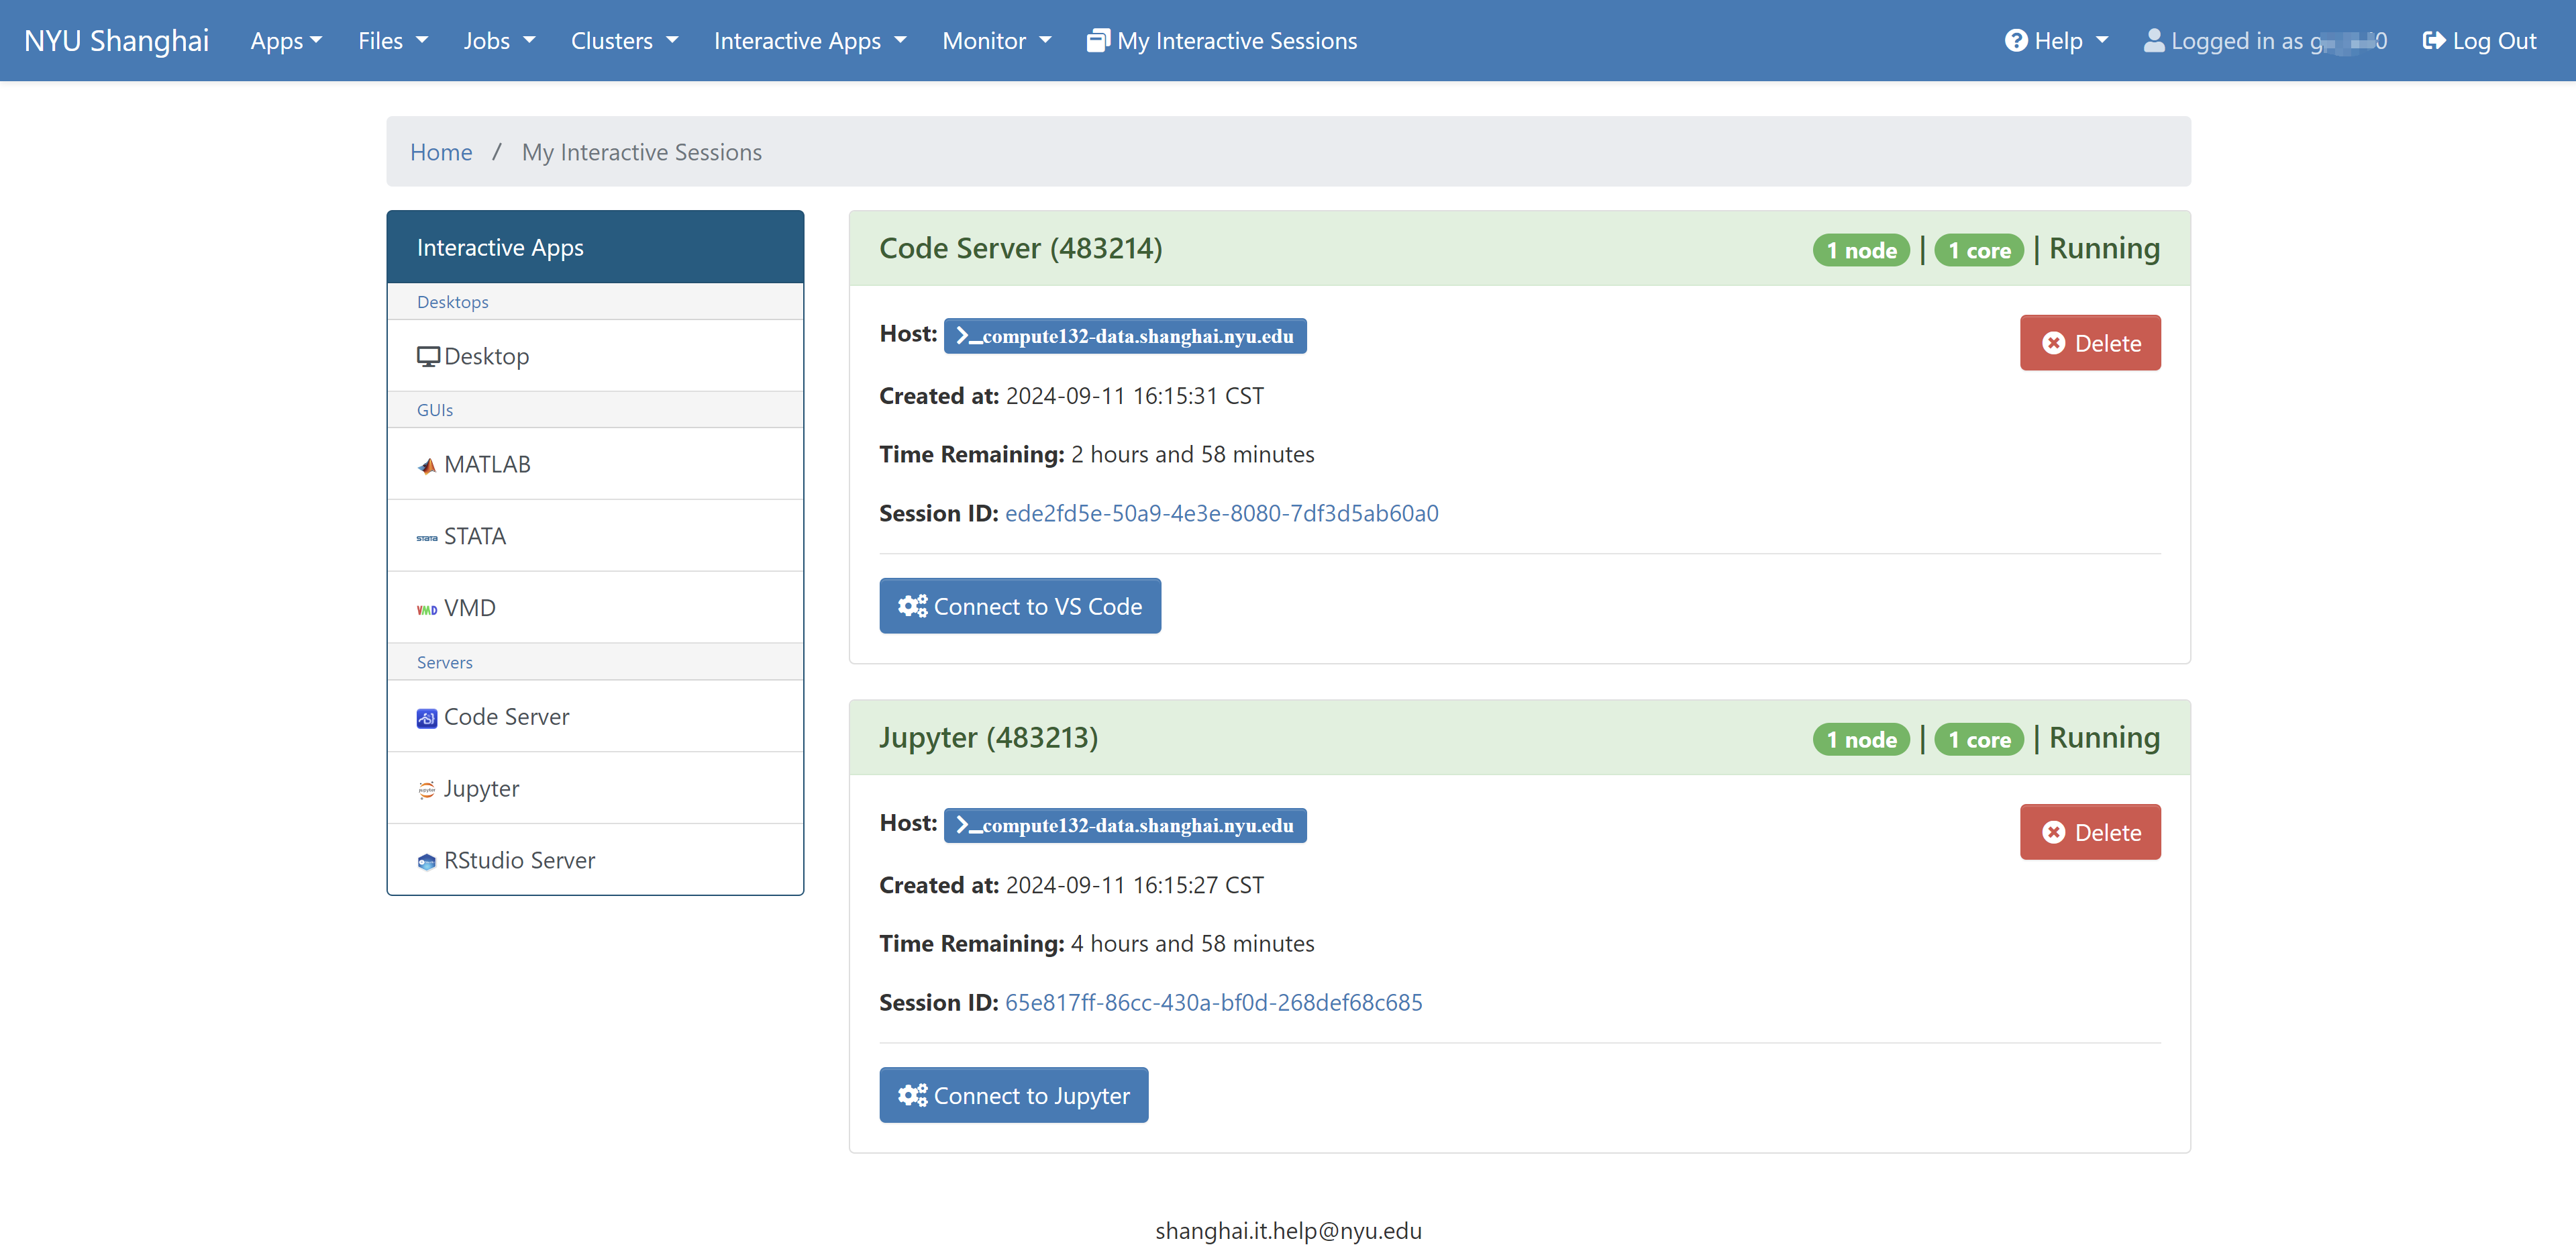 NYU Shanghai Apps Files Jobs Clusters Interactive Apps Monitor My Interactive Sessions Help Logged in as Log Out
Home / My Interactive Sessions
Interactive Apps
Desktops
Desktop
GUIs
MATLAB
STATA
VMD
Servers
Code Server
Jupyter
RStudio Server
Code Server (483214) 1 node | 1 core | Running
Host: >_compute132-data.shanghai.nyu.edu
Delete
Created at: 2024-09-11 16:15:31 CST
Time Remaining: 2 hours and 58 minutes
Session ID: ede2fd5e-50a9-4e3e-8080-7df3d5ab60a0
Connect to VS Code
Jupyter (483213) 1 node | 1 core | Running
Host: >_compute132-data.shanghai.nyu.edu
Delete
Created at: 2024-09-11 16:15:27 CST
Time Remaining: 4 hours and 58 minutes
Session ID: 65e817ff-86cc-430a-bf0d-268def68c685
Connect to Jupyter
shanghai.it.help@nyu.edu